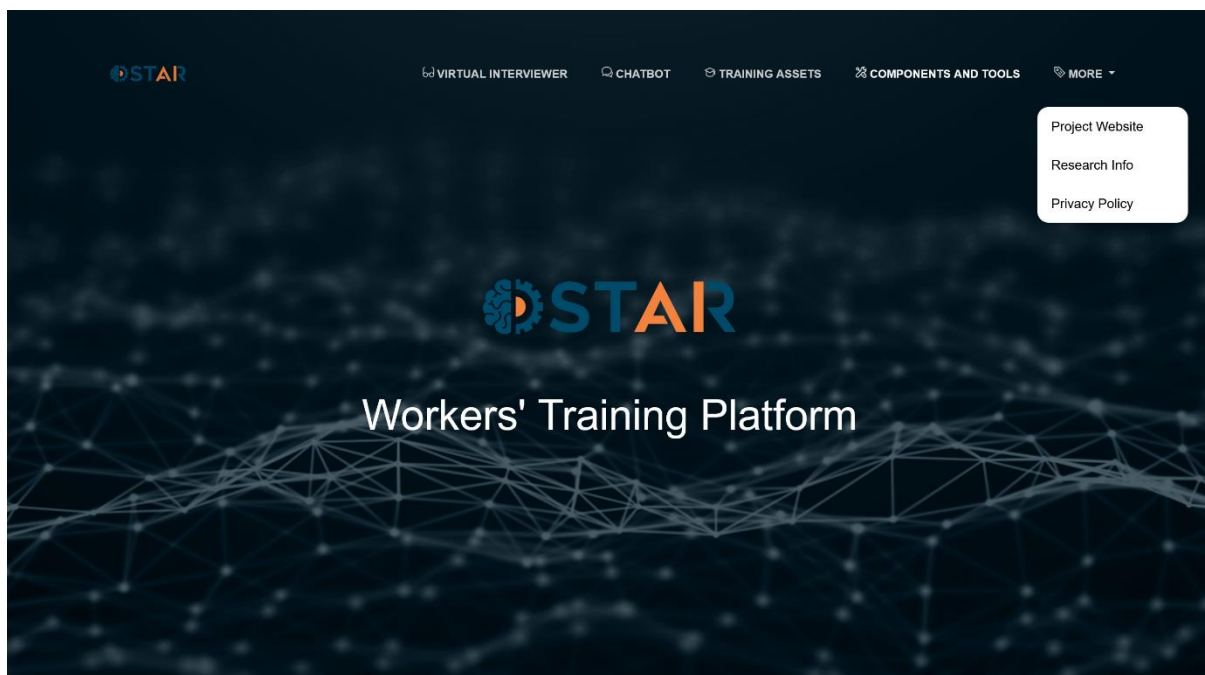 STAR
VIRTUAL INTERVIEWER CHATBOT TRAINING ASSETS COMPONENTS AND TOOLS MORE
Project Website
Research Info
Privacy Policy
STAR
Workers' Training Platform